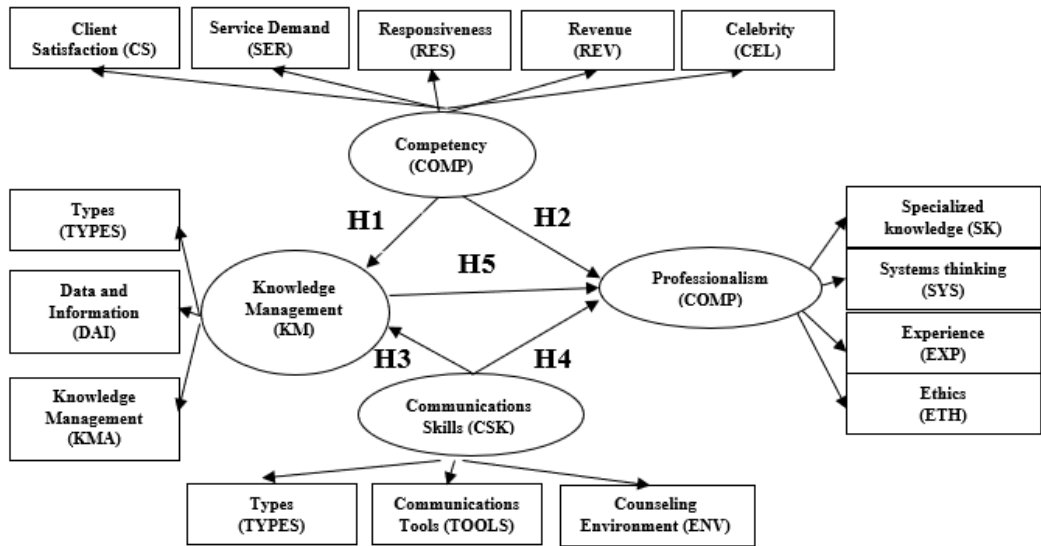 Client
Satisfaction (CS)
Service Demand
(SER)
Responsiveness
(RES)
Revenue
(REV)
Celebrity
(CEL)
Competency
(COMP)
H1
H2
Types
(TYPES)
Data and
Information
(DAI)
Knowledge
Management
(KMA)
Knowledge
Management
(KM)
H5
Professionalism
(COMP)
Specialized
knowledge (SK)
Systems thinking
(SYS)
Experience
(EXP)
Ethics
(ETH)
H3
H4
Communications
Skills (CSK)
Types
(TYPES)
Communications
Tools (TOOLS)
Counseling
Environment (ENV)